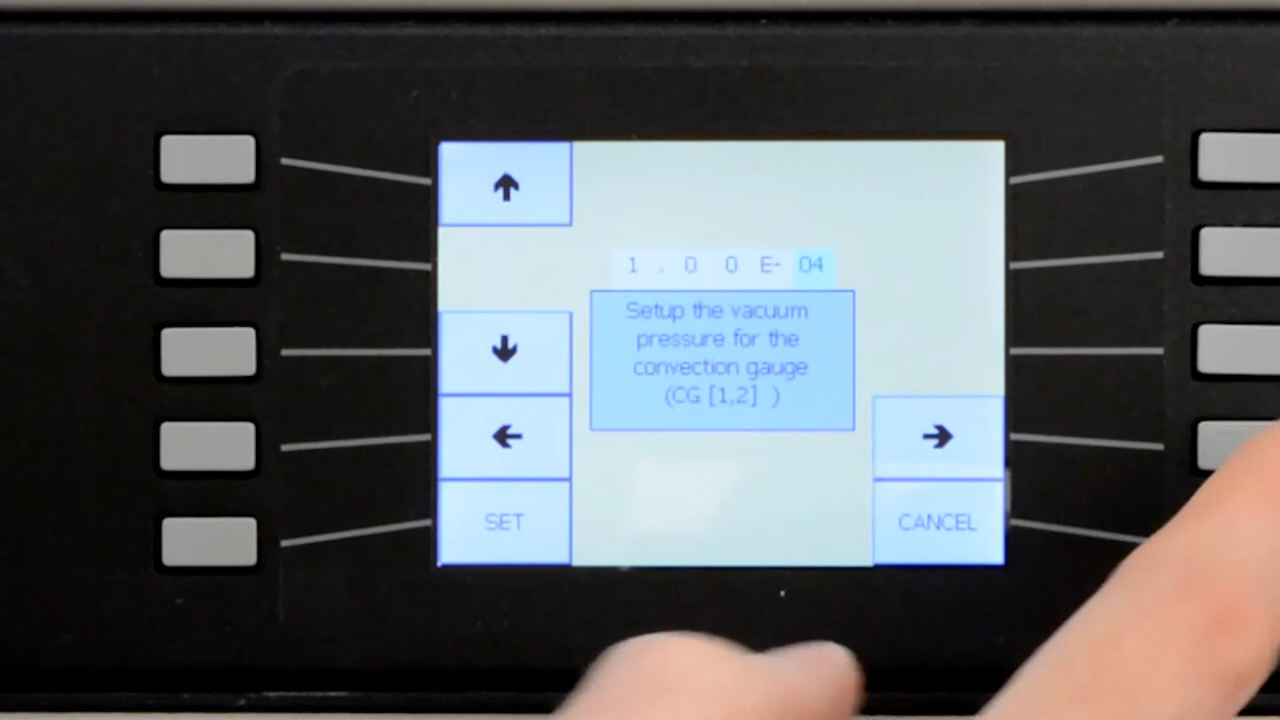 1 . 0 0 E- 04
Setup the vacuum
pressure for the
convection gauge
(CG [1,2] )
SET
CANCEL